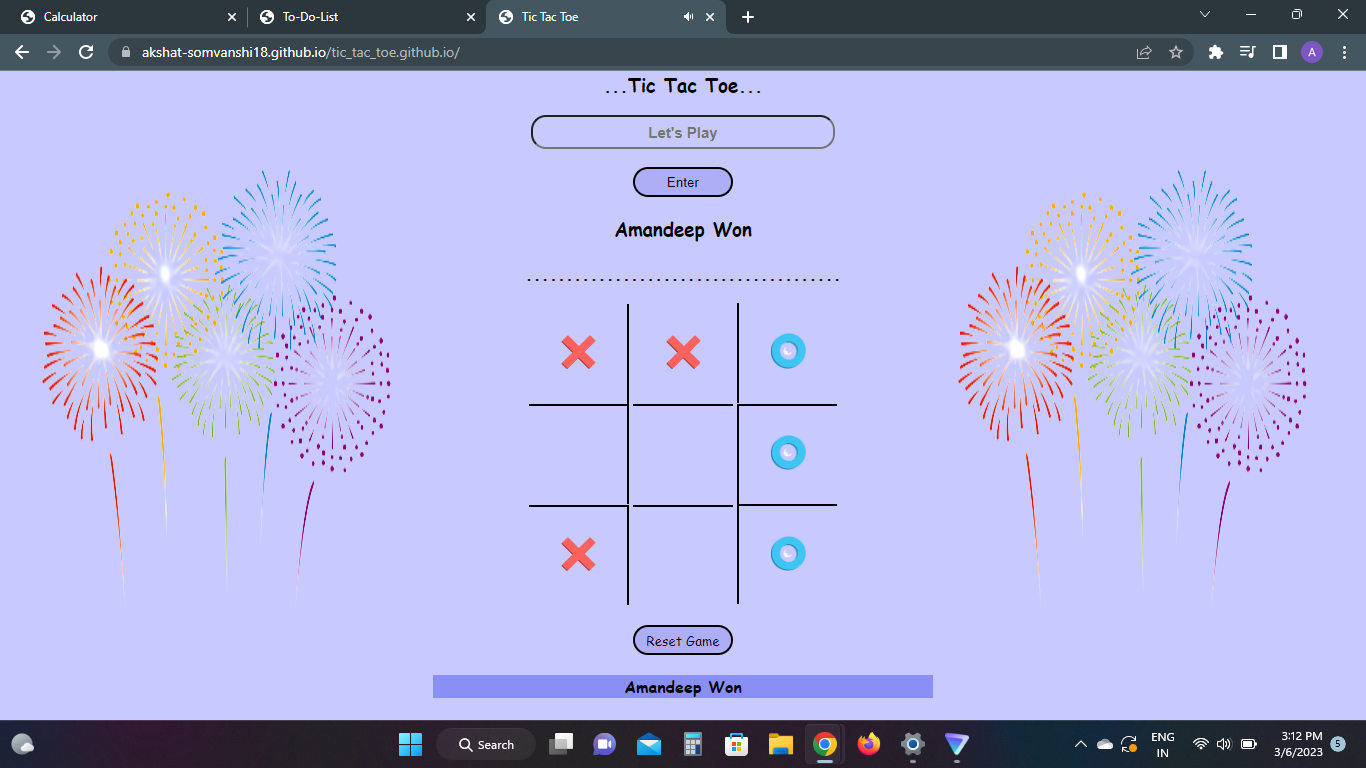 Calculator
To-Do-List
Tic Tac Toe
akshat-somvanshi18.github.io/tic_tac_toe.github.io/
A
...Tic Tac Toe...
Let's Play
Enter
Amandeep Won
Reset Game
Amandeep Won
Search
ENG
IN
3:12 PM
3/6/2023
5